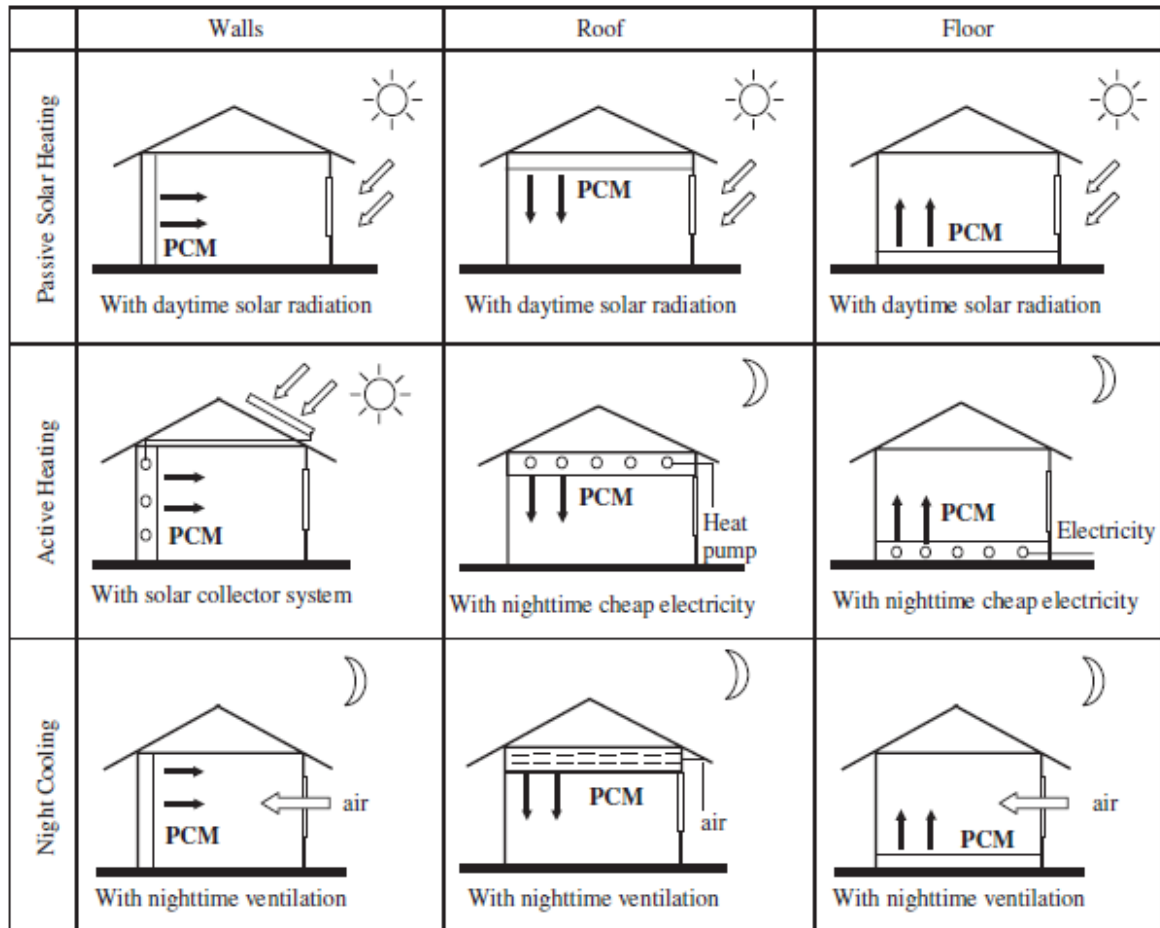 Walls
Roof
Floor
Passive Solar Heating
PCM
With daytime solar radiation
PCM
With daytime solar radiation
PCM
With daytime solar radiation
Active Heating
PCM
With solar collector system
PCM
Heat
pump
With nighttime cheap electricity
PCM
Electricity
With nighttime cheap electricity
Night Cooling
air
PCM
With nighttime ventilation
PCM
air
With nighttime ventilation
air
PCM
With nighttime ventilation